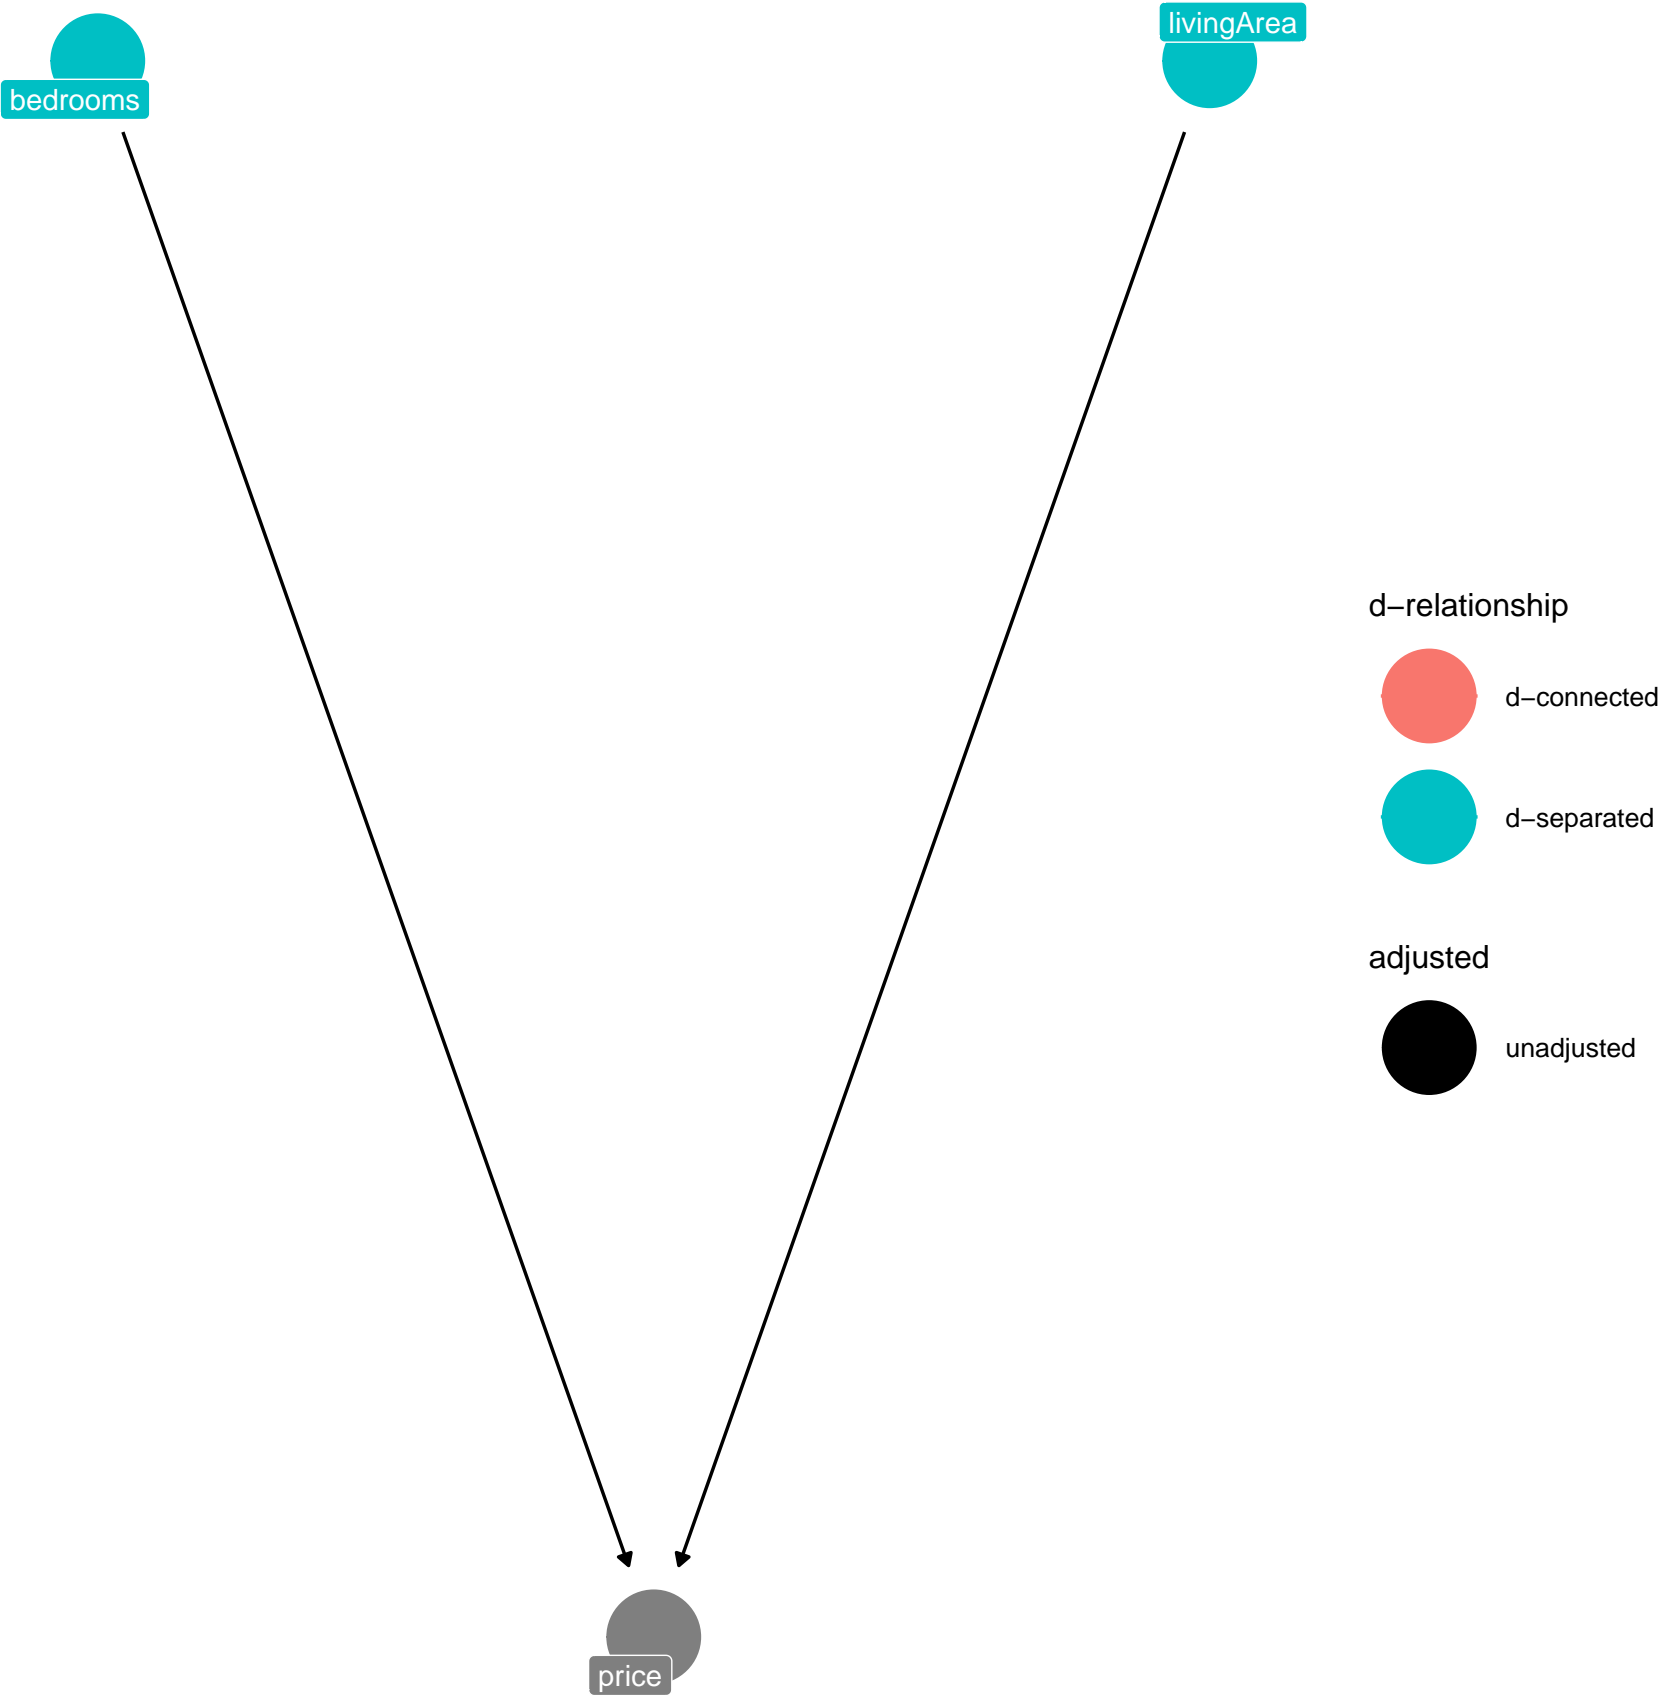 livingArea
bedrooms
d−relationship
d−connected
d−separated
adjusted
unadjusted
price